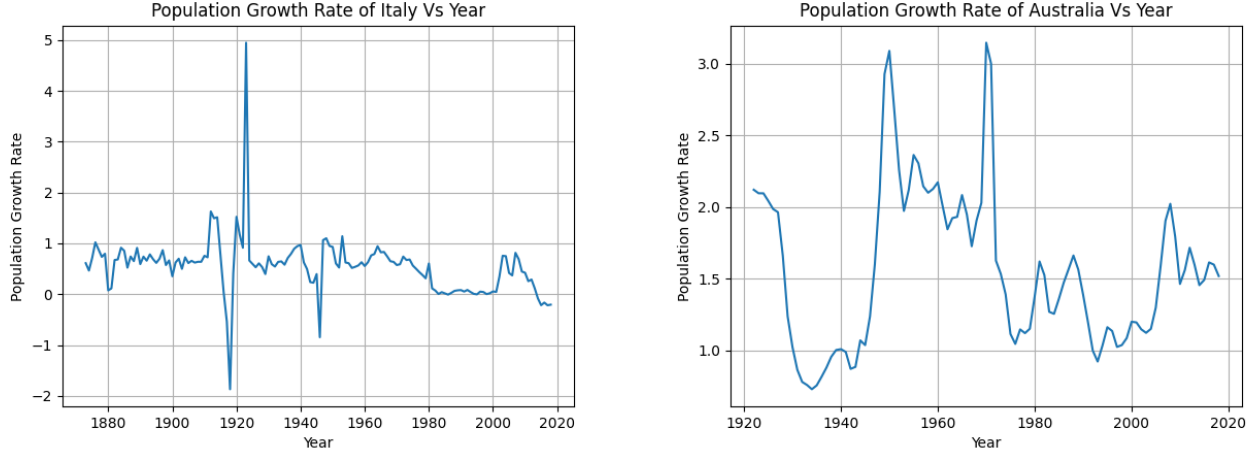 Population Growth Rate of Italy Vs Year
5
4
3
2
1
0
−1
−2
Population Growth Rate
1880 1900 1920 1940 1960 1980 2000 2020
Year
Population Growth Rate of Australia Vs Year
3.0
2.5
2.0
1.5
1.0
Population Growth Rate
1920 1940 1960 1980 2000 2020
Year